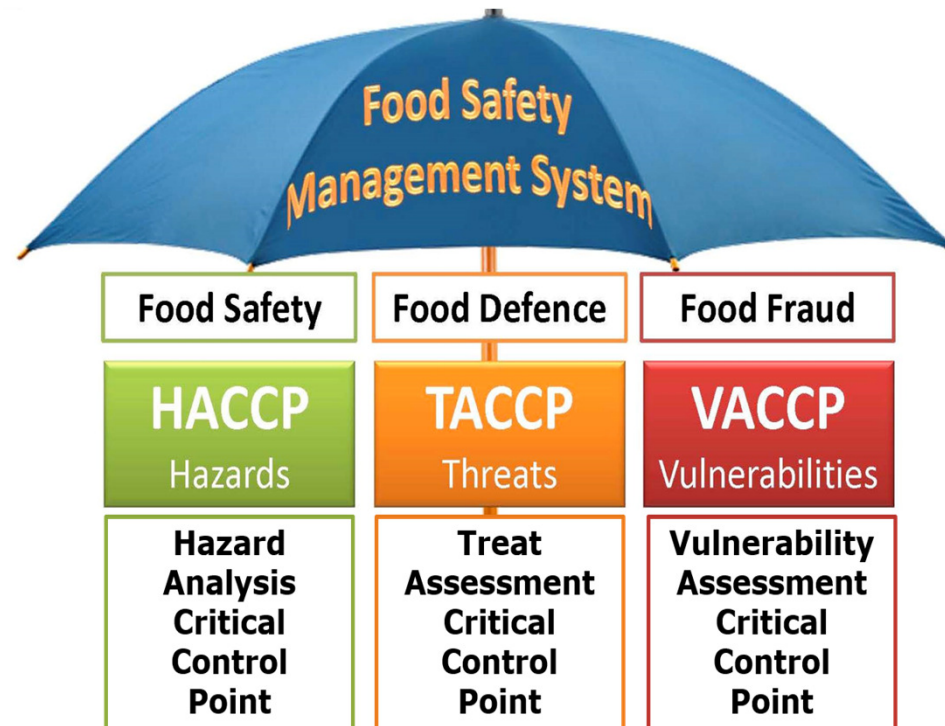 Food Safety
Management System
Food Safety
Food Defence
Food Fraud
HACCP
Hazards
TACCP
Threats
VACCP
Vulnerabilities
Hazard
Analysis
Critical
Control
Point
Treat
Assessment
Critical
Control
Point
Vulnerability
Assessment
Critical
Control
Point